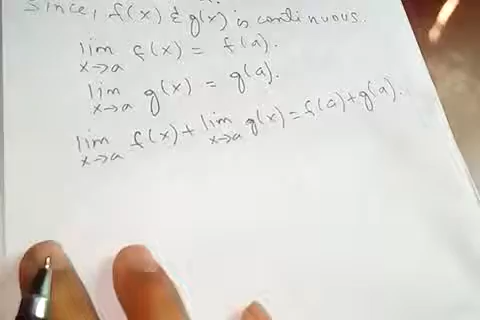 Since, f(x) & g(x) is continuous.
lim f(x) = f(a).
x→a
lim g(x) = g(a).
x→a
lim f(x) + lim g(x) = f(a) + g(a).
x→a x→a